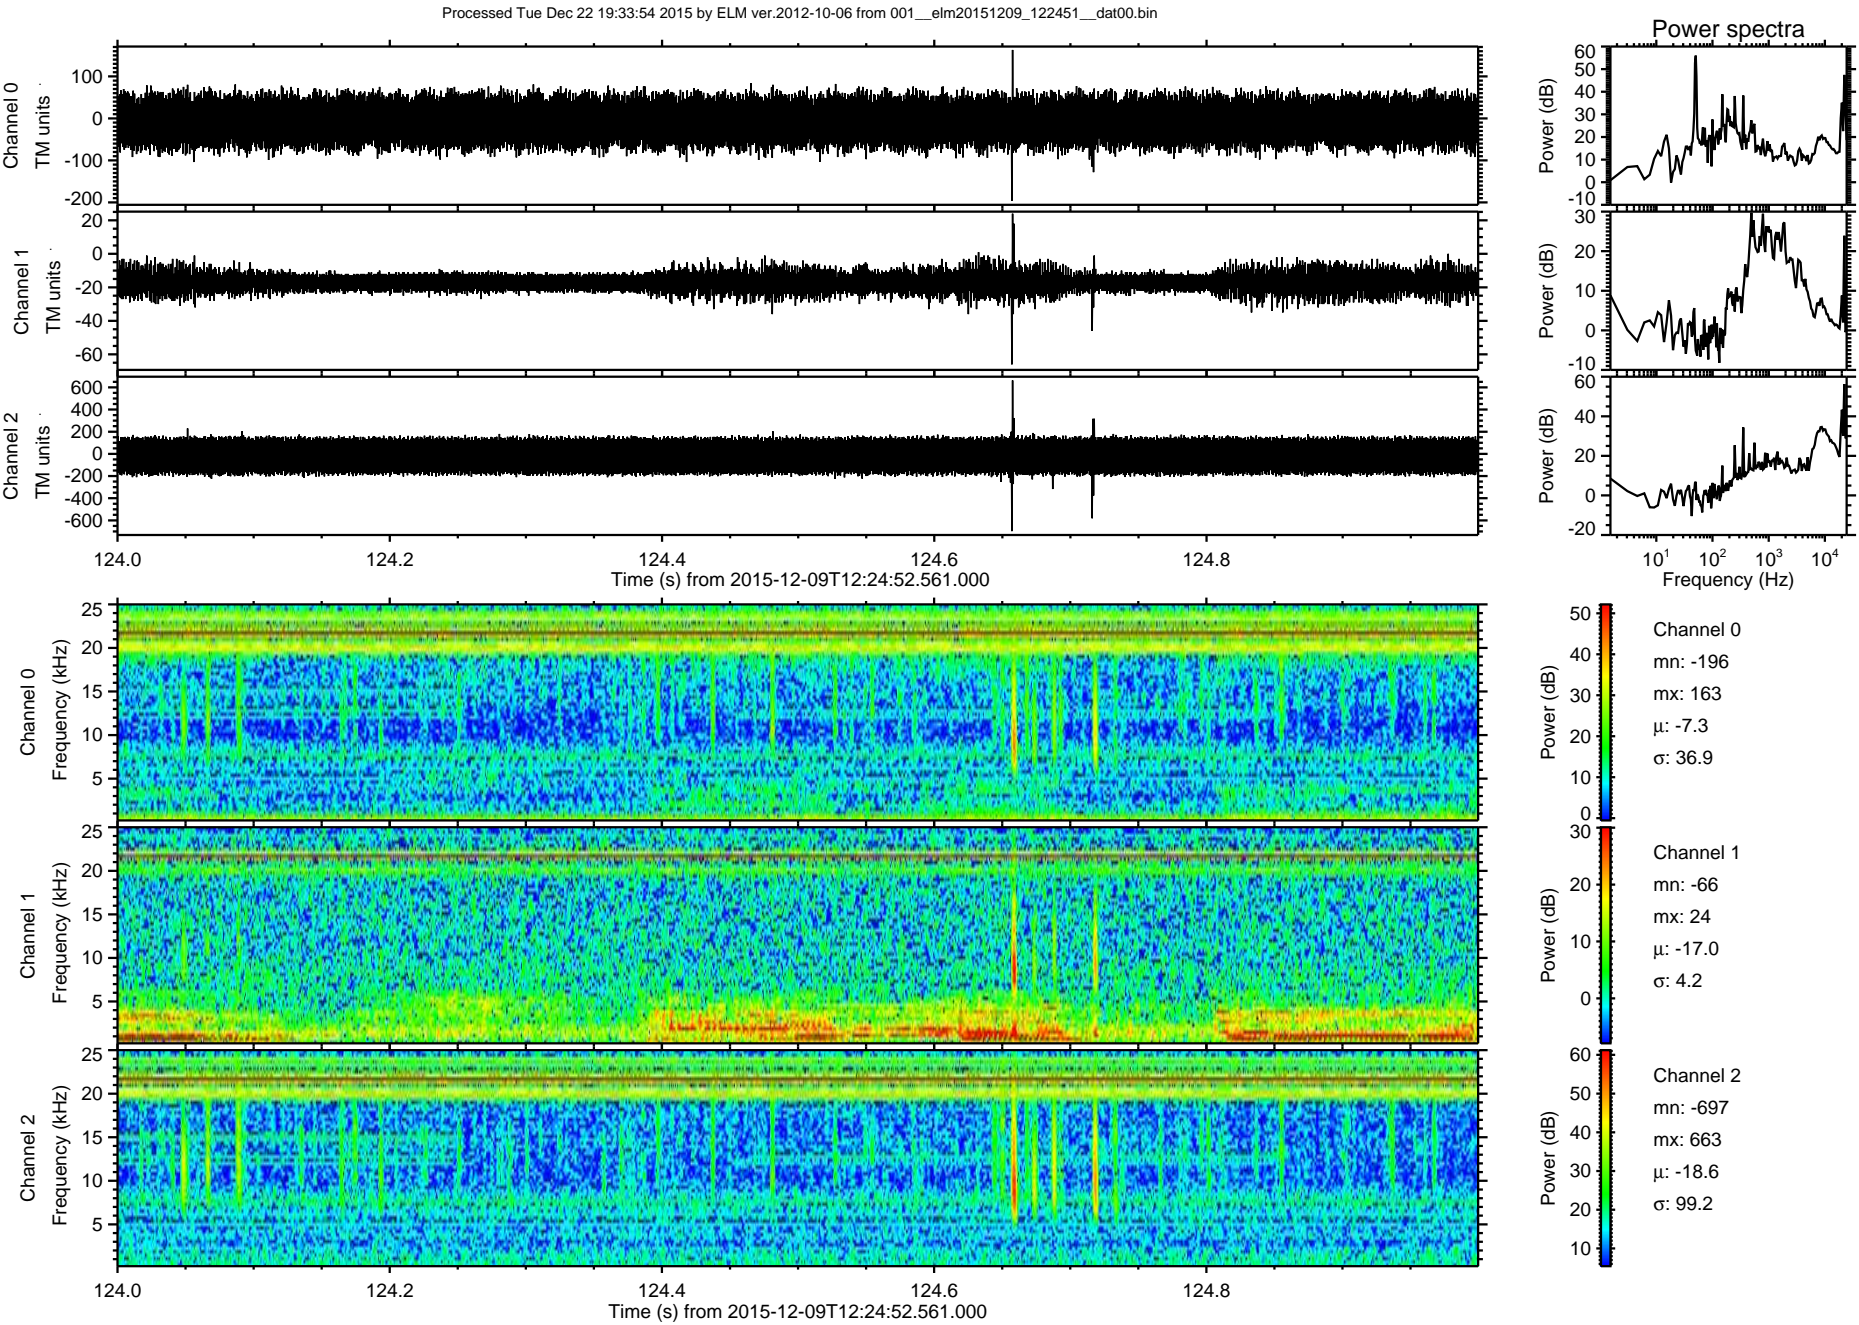 Processed Tue Dec 22 19:33:54 2015 by ELM ver.2012-10-06 from 001__elm20151209_122451__dat00.bin
Power spectra
Channel 0
TM units
100
0
-100
-200
Power (dB)
60
50
40
30
20
10
0
-10
Channel 1
TM units
20
0
-20
-40
-60
Power (dB)
30
20
10
0
-10
Channel 2
TM units
600
400
200
0
-200
-400
-600
Power (dB)
60
40
20
0
-20
124.0 124.2 124.4 124.6 124.8
Time (s) from 2015-12-09T12:24:52.561.000
10^1 10^2 10^3 10^4
Frequency (Hz)
Channel 0
Frequency (kHz)
25
20
15
10
5
Power (dB)
50
40
30
20
10
0
Channel 0
mn: -196
mx: 163
μ: -7.3
σ: 36.9
Channel 1
Frequency (kHz)
25
20
15
10
5
Power (dB)
30
20
10
0
Channel 1
mn: -66
mx: 24
μ: -17.0
σ: 4.2
Channel 2
Frequency (kHz)
25
20
15
10
5
Power (dB)
60
50
40
30
20
10
Channel 2
mn: -697
mx: 663
μ: -18.6
σ: 99.2
124.0 124.2 124.4 124.6 124.8
Time (s) from 2015-12-09T12:24:52.561.000